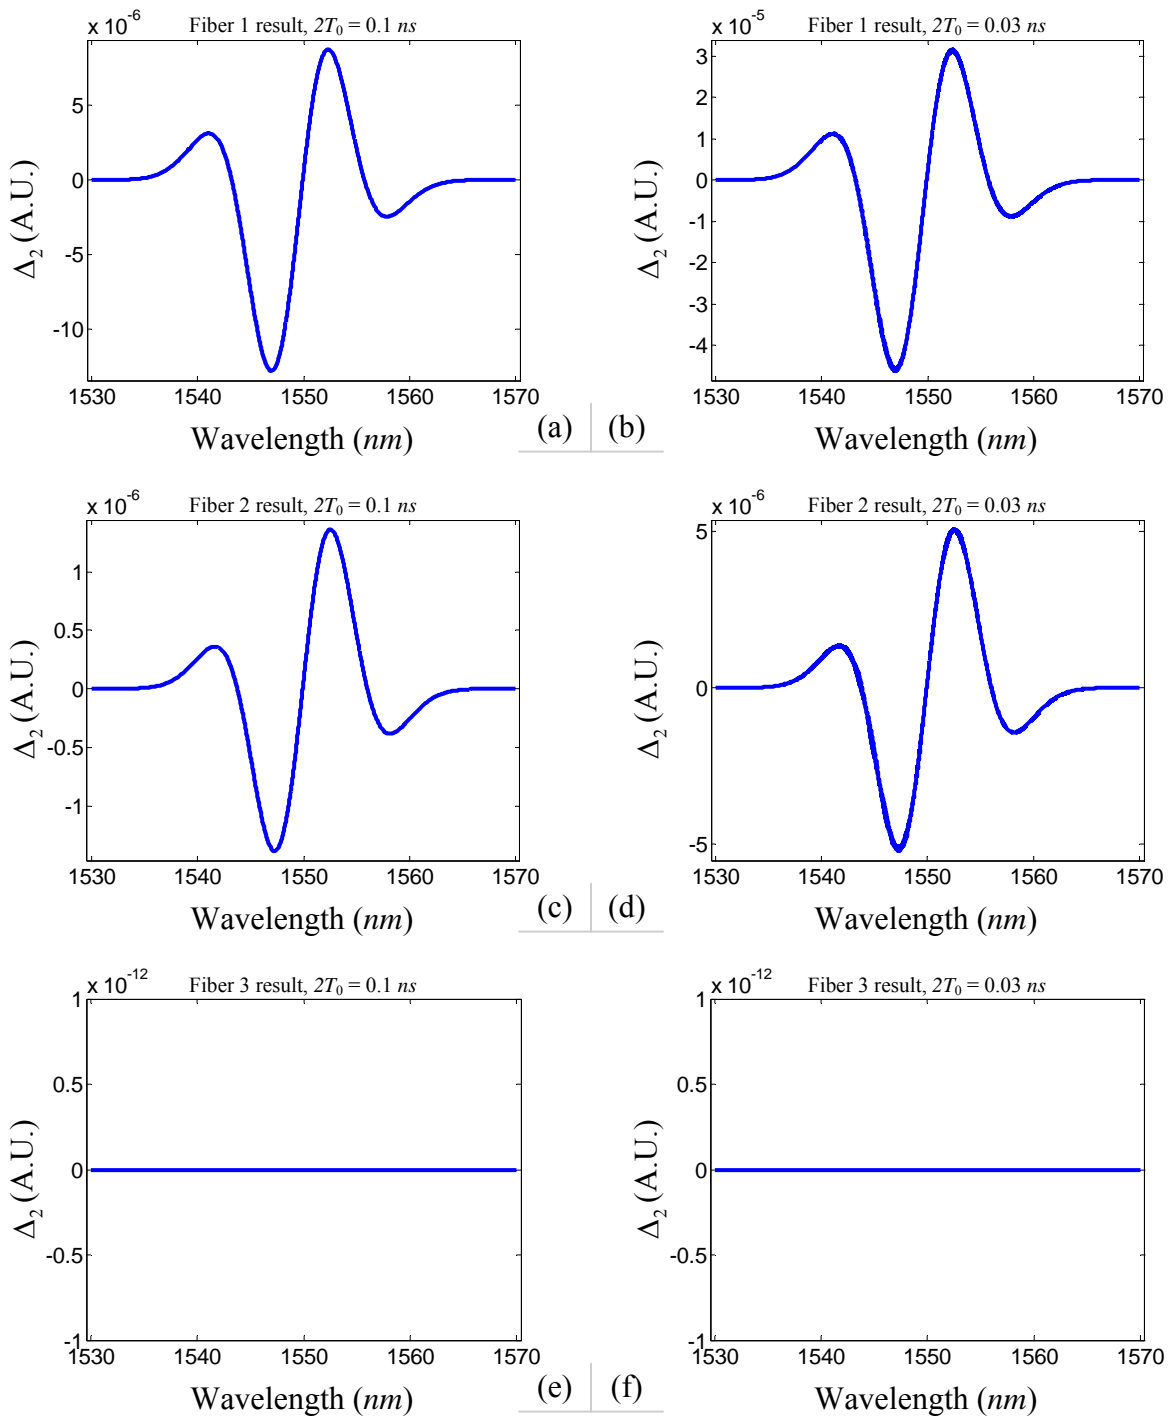 x 10^-6 Fiber 1 result, 2T₀ = 0.1 ns
5
0
-5
-10
Δ₂ (A.U.)
1530 1540 1550 1560 1570
Wavelength (nm)
(a)
x 10^-5 Fiber 1 result, 2T₀ = 0.03 ns
3
2
1
0
-1
-2
-3
-4
Δ₂ (A.U.)
1530 1540 1550 1560 1570
Wavelength (nm)
(b)
x 10^-6 Fiber 2 result, 2T₀ = 0.1 ns
1
0.5
0
-0.5
-1
Δ₂ (A.U.)
1530 1540 1550 1560 1570
Wavelength (nm)
(c)
x 10^-6 Fiber 2 result, 2T₀ = 0.03 ns
5
0
-5
Δ₂ (A.U.)
1530 1540 1550 1560 1570
Wavelength (nm)
(d)
x 10^-12 Fiber 3 result, 2T₀ = 0.1 ns
1
0.5
0
-0.5
-1
Δ₂ (A.U.)
1530 1540 1550 1560 1570
Wavelength (nm)
(e)
x 10^-12 Fiber 3 result, 2T₀ = 0.03 ns
1
0.5
0
-0.5
-1
Δ₂ (A.U.)
1530 1540 1550 1560 1570
Wavelength (nm)
(f)